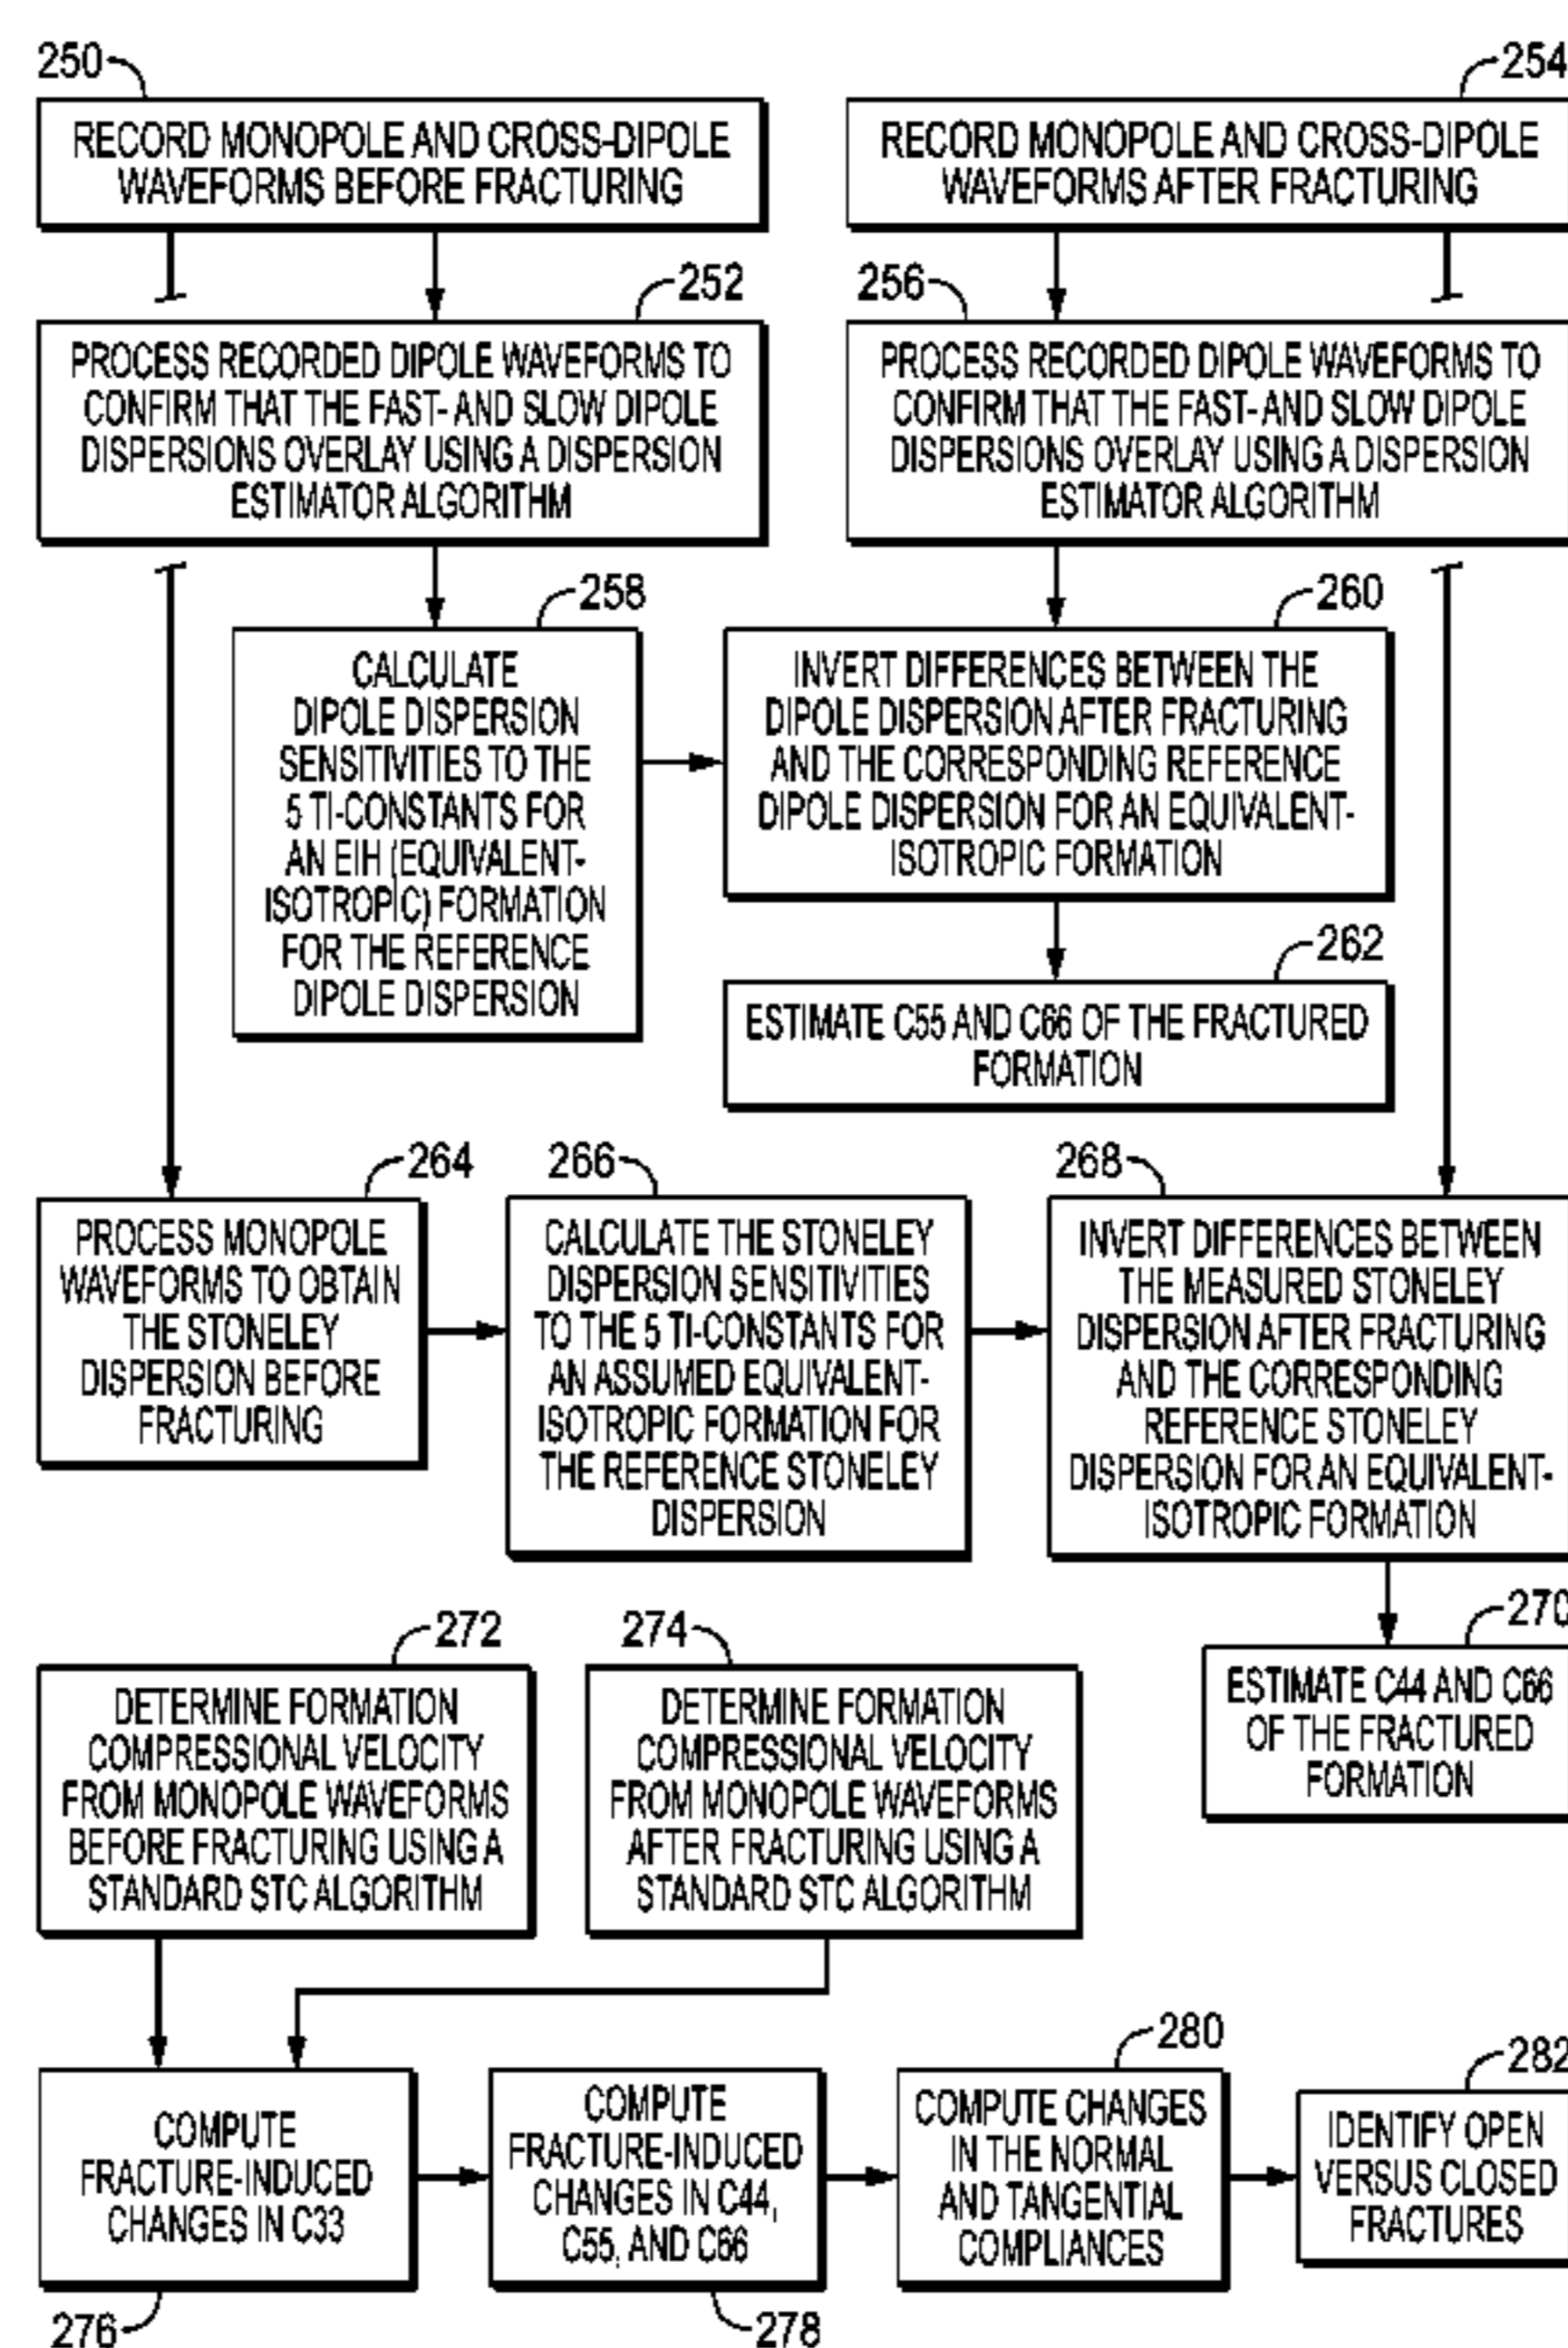 250
254
RECORD MONOPOLE AND CROSS-DIPOLE
WAVEFORMS BEFORE FRACTURING
RECORD MONOPOLE AND CROSS-DIPOLE
WAVEFORMS AFTER FRACTURING
252
256
PROCESS RECORDED DIPOLE WAVEFORMS TO
CONFIRM THAT THE FAST- AND SLOW DIPOLE
DISPERSIONS OVERLAY USING A DISPERSION
ESTIMATOR ALGORITHM
PROCESS RECORDED DIPOLE WAVEFORMS TO
CONFIRM THAT THE FAST- AND SLOW DIPOLE
DISPERSIONS OVERLAY USING A DISPERSION
ESTIMATOR ALGORITHM
258
260
CALCULATE
DIPOLE DISPERSION
SENSITIVITIES TO THE
5 TI-CONSTANTS FOR
AN EIH (EQUIVALENT-
ISOTROPIC) FORMATION
FOR THE REFERENCE
DIPOLE DISPERSION
INVERT DIFFERENCES BETWEEN THE
DIPOLE DISPERSION AFTER FRACTURING
AND THE CORRESPONDING REFERENCE
DIPOLE DISPERSION FOR AN EQUIVALENT-
ISOTROPIC FORMATION
262
ESTIMATE C55 AND C66 OF THE FRACTURED
FORMATION
264
266
268
PROCESS MONOPOLE
WAVEFORMS TO OBTAIN
THE STONELEY
DISPERSION BEFORE
FRACTURING
CALCULATE THE STONELEY
DISPERSION SENSITIVITIES
TO THE 5 TI-CONSTANTS FOR
AN ASSUMED EQUIVALENT-
ISOTROPIC FORMATION FOR
THE REFERENCE STONELEY
DISPERSION
INVERT DIFFERENCES BETWEEN
THE MEASURED STONELEY
DISPERSION AFTER FRACTURING
AND THE CORRESPONDING
REFERENCE STONELEY
DISPERSION FOR AN EQUIVALENT-
ISOTROPIC FORMATION
270
ESTIMATE C44 AND C66
OF THE FRACTURED
FORMATION
272
274
DETERMINE FORMATION
COMPRESSIONAL VELOCITY
FROM MONOPOLE WAVEFORMS
BEFORE FRACTURING USING A
STANDARD STC ALGORITHM
DETERMINE FORMATION
COMPRESSIONAL VELOCITY
FROM MONOPOLE WAVEFORMS
AFTER FRACTURING USING A
STANDARD STC ALGORITHM
280
282
COMPUTE
FRACTURE-INDUCED
CHANGES IN C33
COMPUTE
FRACTURE-INDUCED
CHANGES IN C44,
C55, AND C66
COMPUTE CHANGES
IN THE NORMAL
AND TANGENTIAL
COMPLIANCES
IDENTIFY OPEN
VERSUS CLOSED
FRACTURES
276
278